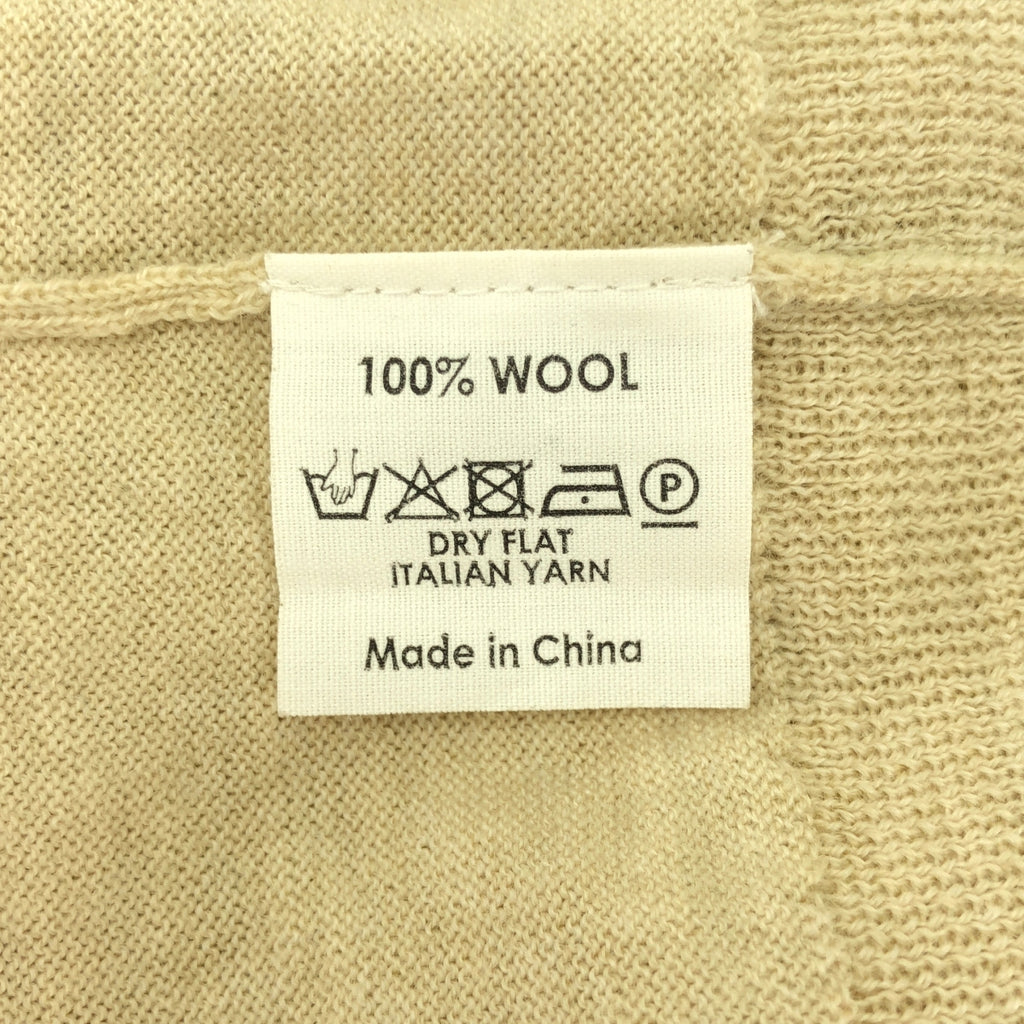 100% WOOL
P
DRY FLAT
ITALIAN YARN
Made in China